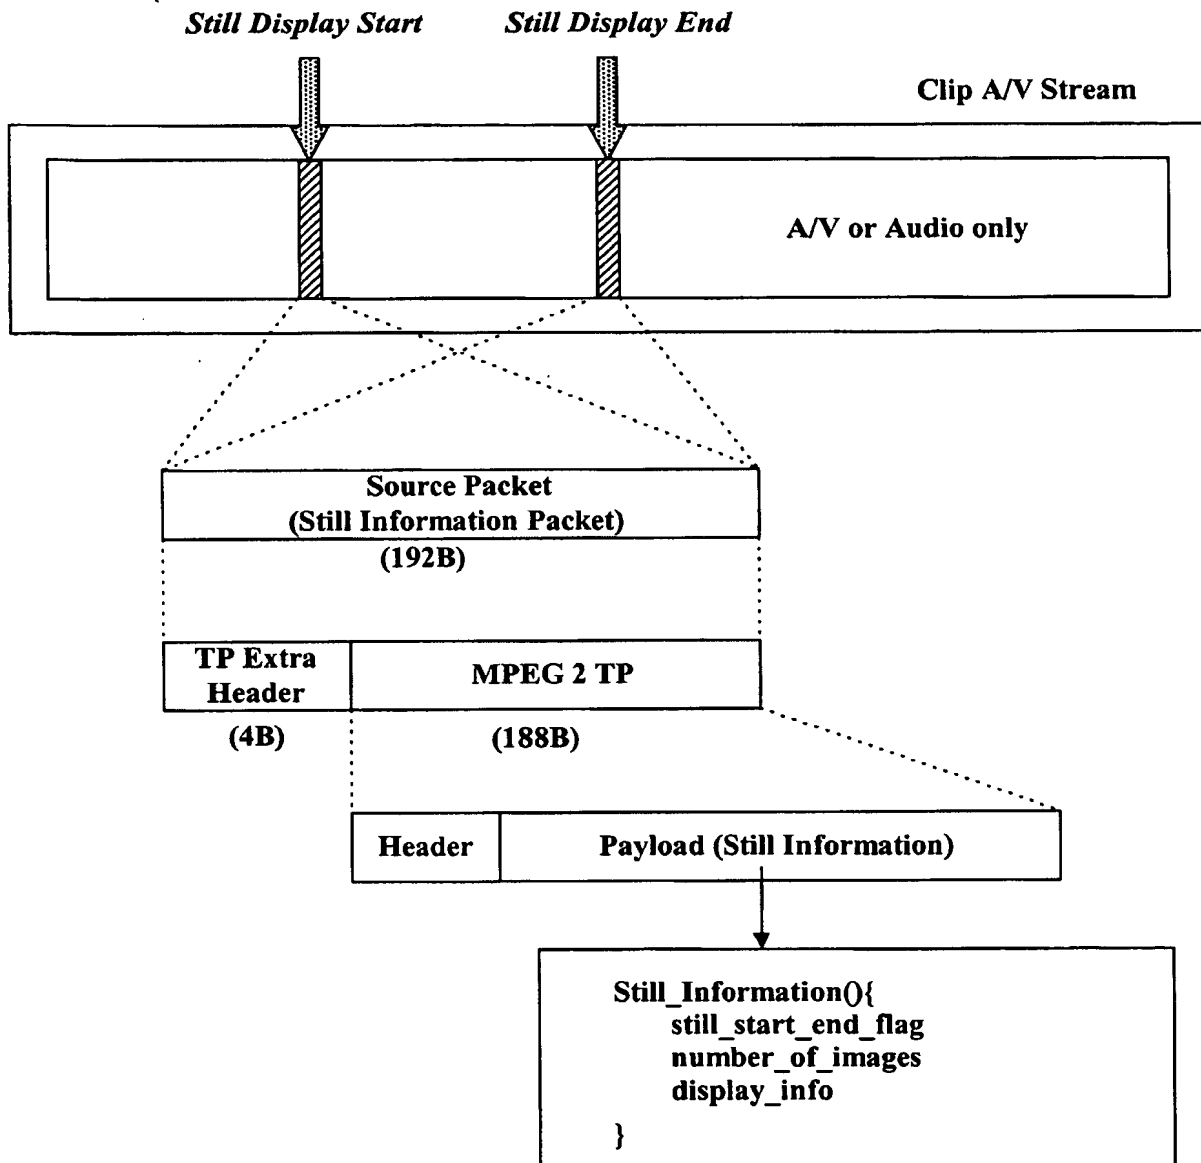 Still Display Start
Still Display End
Clip A/V Stream
A/V or Audio only
Source Packet
(Still Information Packet)
(192B)
TP Extra
Header
MPEG 2 TP
(4B)
(188B)
Header
Payload (Still Information)
Still_Information(){
still_start_end_flag
number_of_images
display_info
}